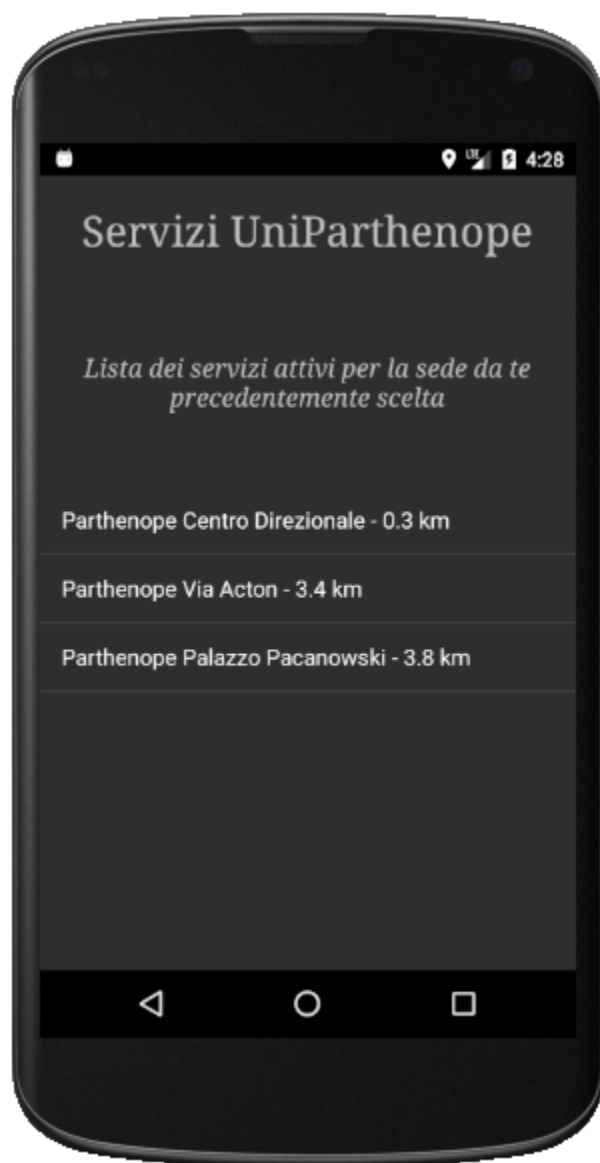 LTE 4:28
Servizi UniParthenope
Lista dei servizi attivi per la sede da te
precedentemente scelta
Parthenope Centro Direzionale - 0.3 km
Parthenope Via Acton - 3.4 km
Parthenope Palazzo Pacanowski - 3.8 km